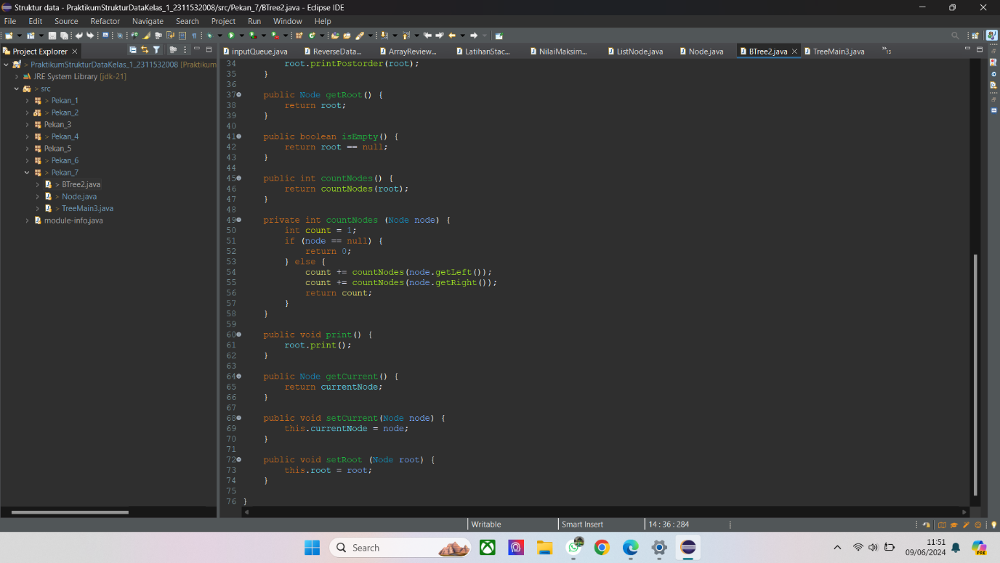 Struktur data - PraktikumStrukturDataKelas_1_2311532008/src/Pekan_7/BTree2.java - Eclipse IDE
File Edit Source Refactor Navigate Search Project Run Window Help
Project Explorer
inputQueue.java ReverseData... ArrayReview... LatihanStac... NilaiMaksim... ListNode.java Node.java BTree2.java TreeMain3.java »13
> PraktikumStrukturDataKelas_1_2311532008 [Praktikum
JRE System Library [jdk-21]
> src
> Pekan_1
> Pekan_2
Pekan_3
> Pekan_4
Pekan_5
> Pekan_6
> Pekan_7
> BTree2.java
> Node.java
> TreeMain3.java
module-info.java
34 root.printPostorder(root);
35 }
36
37 public Node getRoot() {
38 return root;
39 }
40
41 public boolean isEmpty() {
42 return root == null;
43 }
44
45 public int countNodes() {
46 return countNodes(root);
47 }
48
49 private int countNodes (Node node) {
50 int count = 1;
51 if (node == null) {
52 return 0;
53 } else {
54 count += countNodes(node.getLeft());
55 count += countNodes(node.getRight());
56 return count;
57 }
58 }
59
60 public void print() {
61 root.print();
62 }
63
64 public Node getCurrent() {
65 return currentNode;
66 }
67
68 public void setCurrent(Node node) {
69 this.currentNode = node;
70 }
71
72 public void setRoot (Node root) {
73 this.root = root;
74 }
75
76 }
Writable Smart Insert 14 : 36 : 284
Search
11:51
09/06/2024
PRE